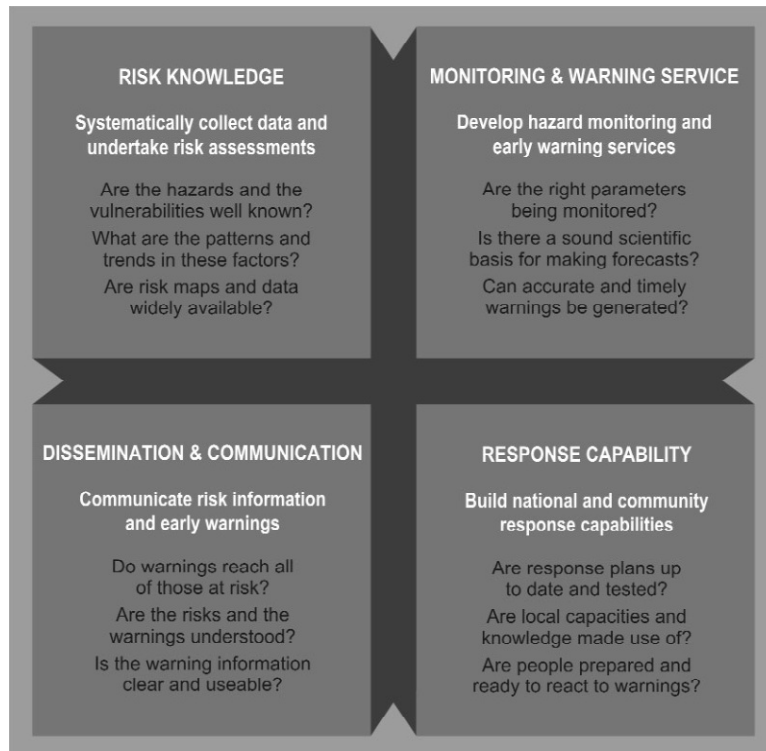 RISK KNOWLEDGE
Systematically collect data and
undertake risk assessments
Are the hazards and the
vulnerabilities well known?
What are the patterns and
trends in these factors?
Are risk maps and data
widely available?
MONITORING & WARNING SERVICE
Develop hazard monitoring and
early warning services
Are the right parameters
being monitored?
Is there a sound scientific
basis for making forecasts?
Can accurate and timely
warnings be generated?
DISSEMINATION & COMMUNICATION
Communicate risk information
and early warnings
Do warnings reach all
of those at risk?
Are the risks and the
warnings understood?
Is the warning information
clear and useable?
RESPONSE CAPABILITY
Build national and community
response capabilities
Are response plans up
to date and tested?
Are local capacities and
knowledge made use of?
Are people prepared and
ready to react to warnings?